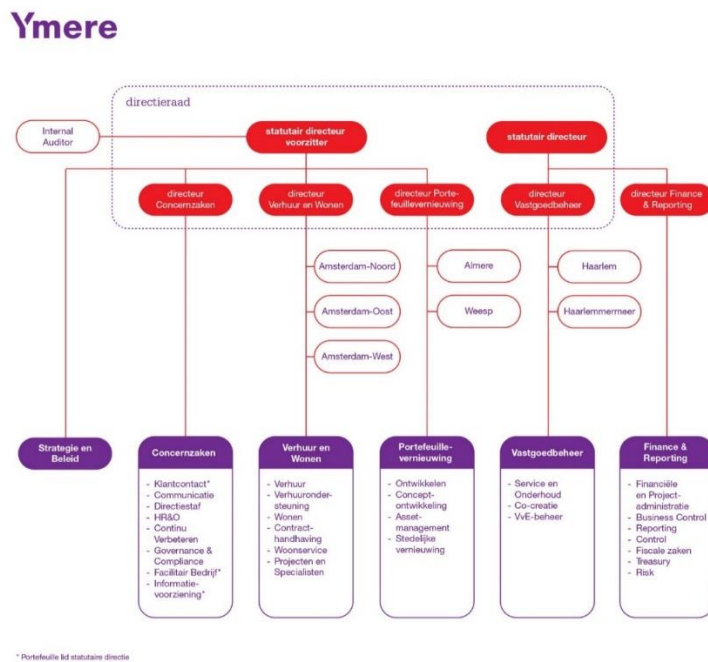 Ymere
directieraad
Internal
Auditor
statutair directeur
voorzitter
statutair directeur
directeur
Concernzaken
directeur
Verhuur en Wonen
directeur Porte-
feuillevernieuwing
directeur
Vastgoedbeheer
directeur Finance
& Reporting
Amsterdam-Noord
Almere
Haarlem
Amsterdam-Oost
Weesp
Haarlemmermeer
Amsterdam-West
Strategie en
Beleid
Concernzaken
- Klantcontact*
- Communicatie
- Directiestaf
- HR&O
- Continu
Verbeteren
- Governance &
Compliance
- Facilitair Bedrijf*
- Informatie-
voorziening*
Verhuur en
Wonen
- Verhuur
- Verhuuronder-
steuning
- Wonen
- Contract-
handhaving
- Woonservice
- Projecten en
Specialisten
Portefeuille-
vernieuwing
- Ontwikkelen
- Concept-
ontwikkeling
- Asset-
management
- Stedelijke
vernieuwing
Vastgoedbeheer
- Service en
Onderhoud
- Co-creatie
- VvE-beheer
Finance &
Reporting
- Financiële
en Project-
administratie
- Business Control
- Reporting
- Control
- Fiscale zaken
- Treasury
- Risk
* Portefeuille lid statutaire directie